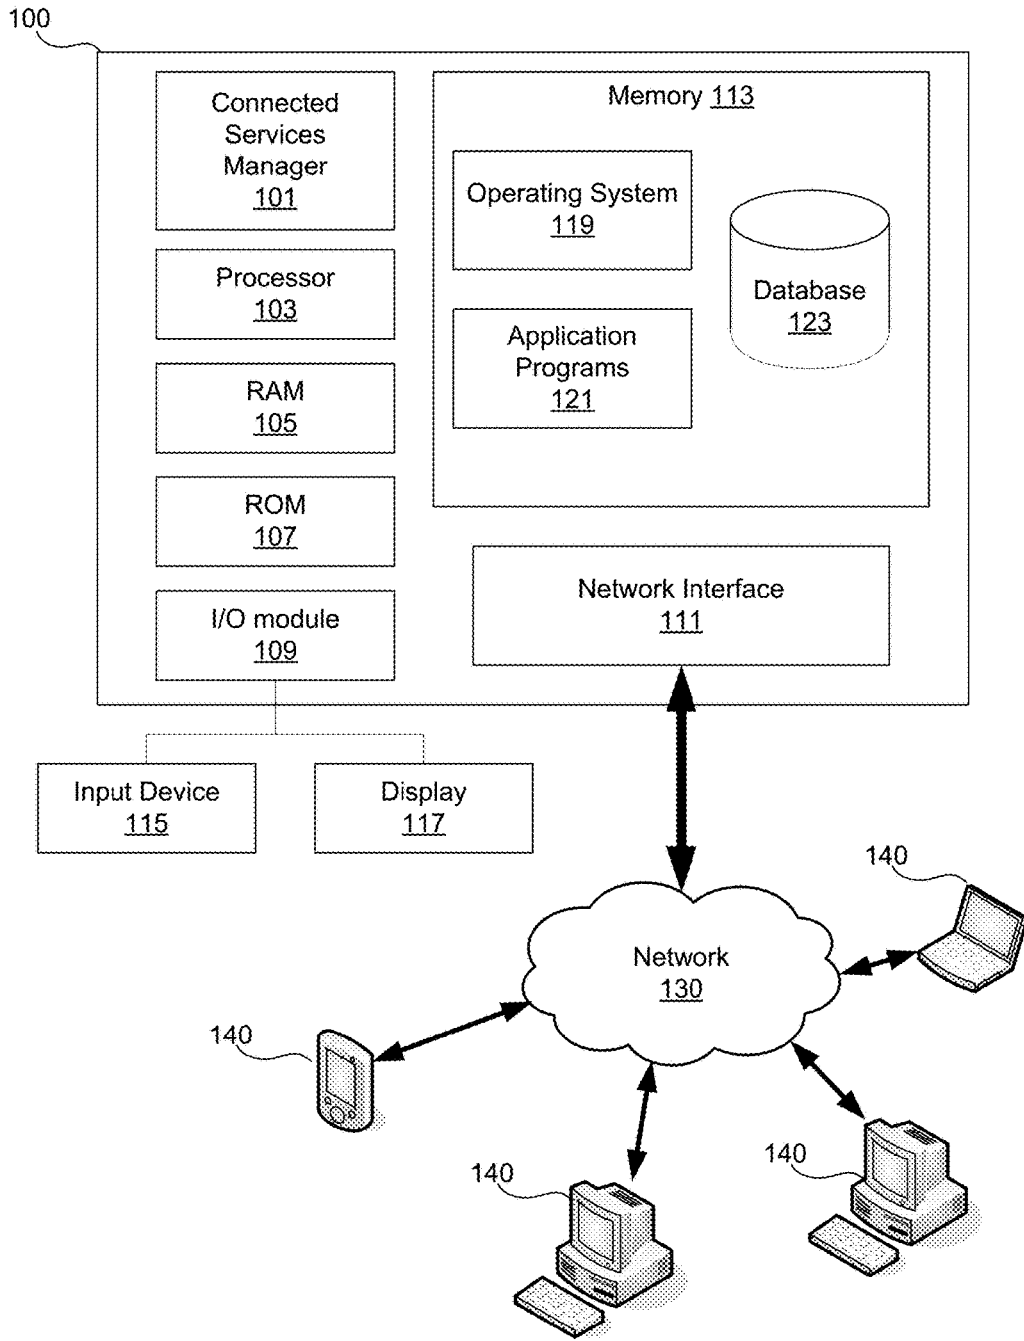 100
Connected
Services
Manager
101
Memory 113
Operating System
119
Database
123
Processor
103
Application
Programs
121
RAM
105
ROM
107
Network Interface
111
I/O module
109
Input Device
115
Display
117
140
Network
130
140
140
140